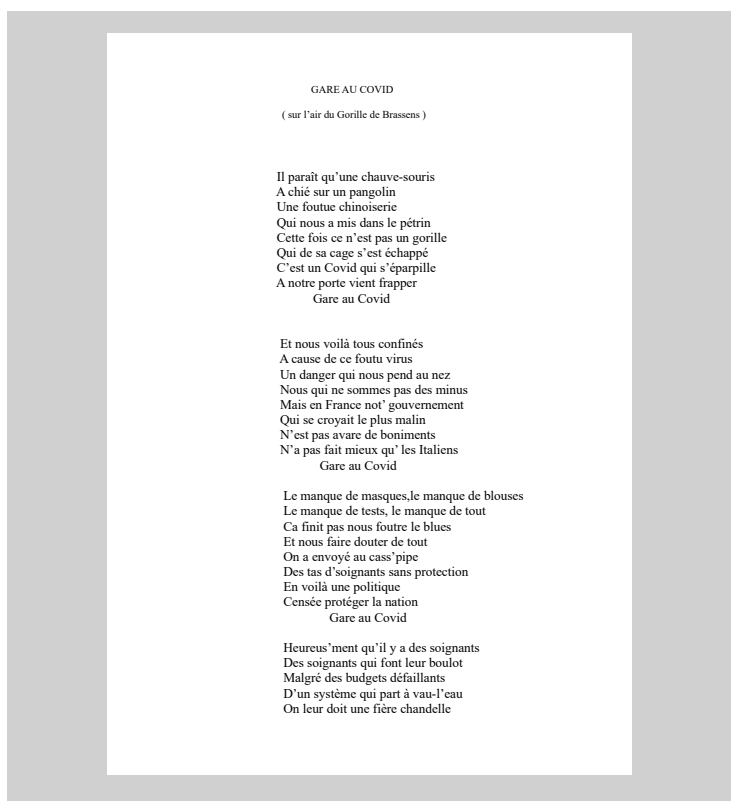 GARE AU COVID
( sur l’air du Gorille de Brassens )
Il paraît qu’une chauve-souris
A chié sur un pangolin
Une foutue chinoiserie
Qui nous a mis dans le pétrin
Cette fois ce n’est pas un gorille
Qui de sa cage s’est échappé
C’est un Covid qui s’éparpille
A notre porte vient frapper
Gare au Covid
Et nous voilà tous confinés
A cause de ce foutu virus
Un danger qui nous pend au nez
Nous qui ne sommes pas des minus
Mais en France not’ gouvernement
Qui se croyait le plus malin
N’est pas avare de boniments
N’a pas fait mieux qu’ les Italiens
Gare au Covid
Le manque de masques,le manque de blouses
Le manque de tests, le manque de tout
Ca finit pas nous foutre le blues
Et nous faire douter de tout
On a envoyé au cass’pipe
Des tas d’soignants sans protection
En voilà une politique
Censée protéger la nation
Gare au Covid
Heureus’ment qu’il y a des soignants
Des soignants qui font leur boulot
Malgré des budgets défaillants
D’un système qui part à vau-l’eau
On leur doit une fière chandelle